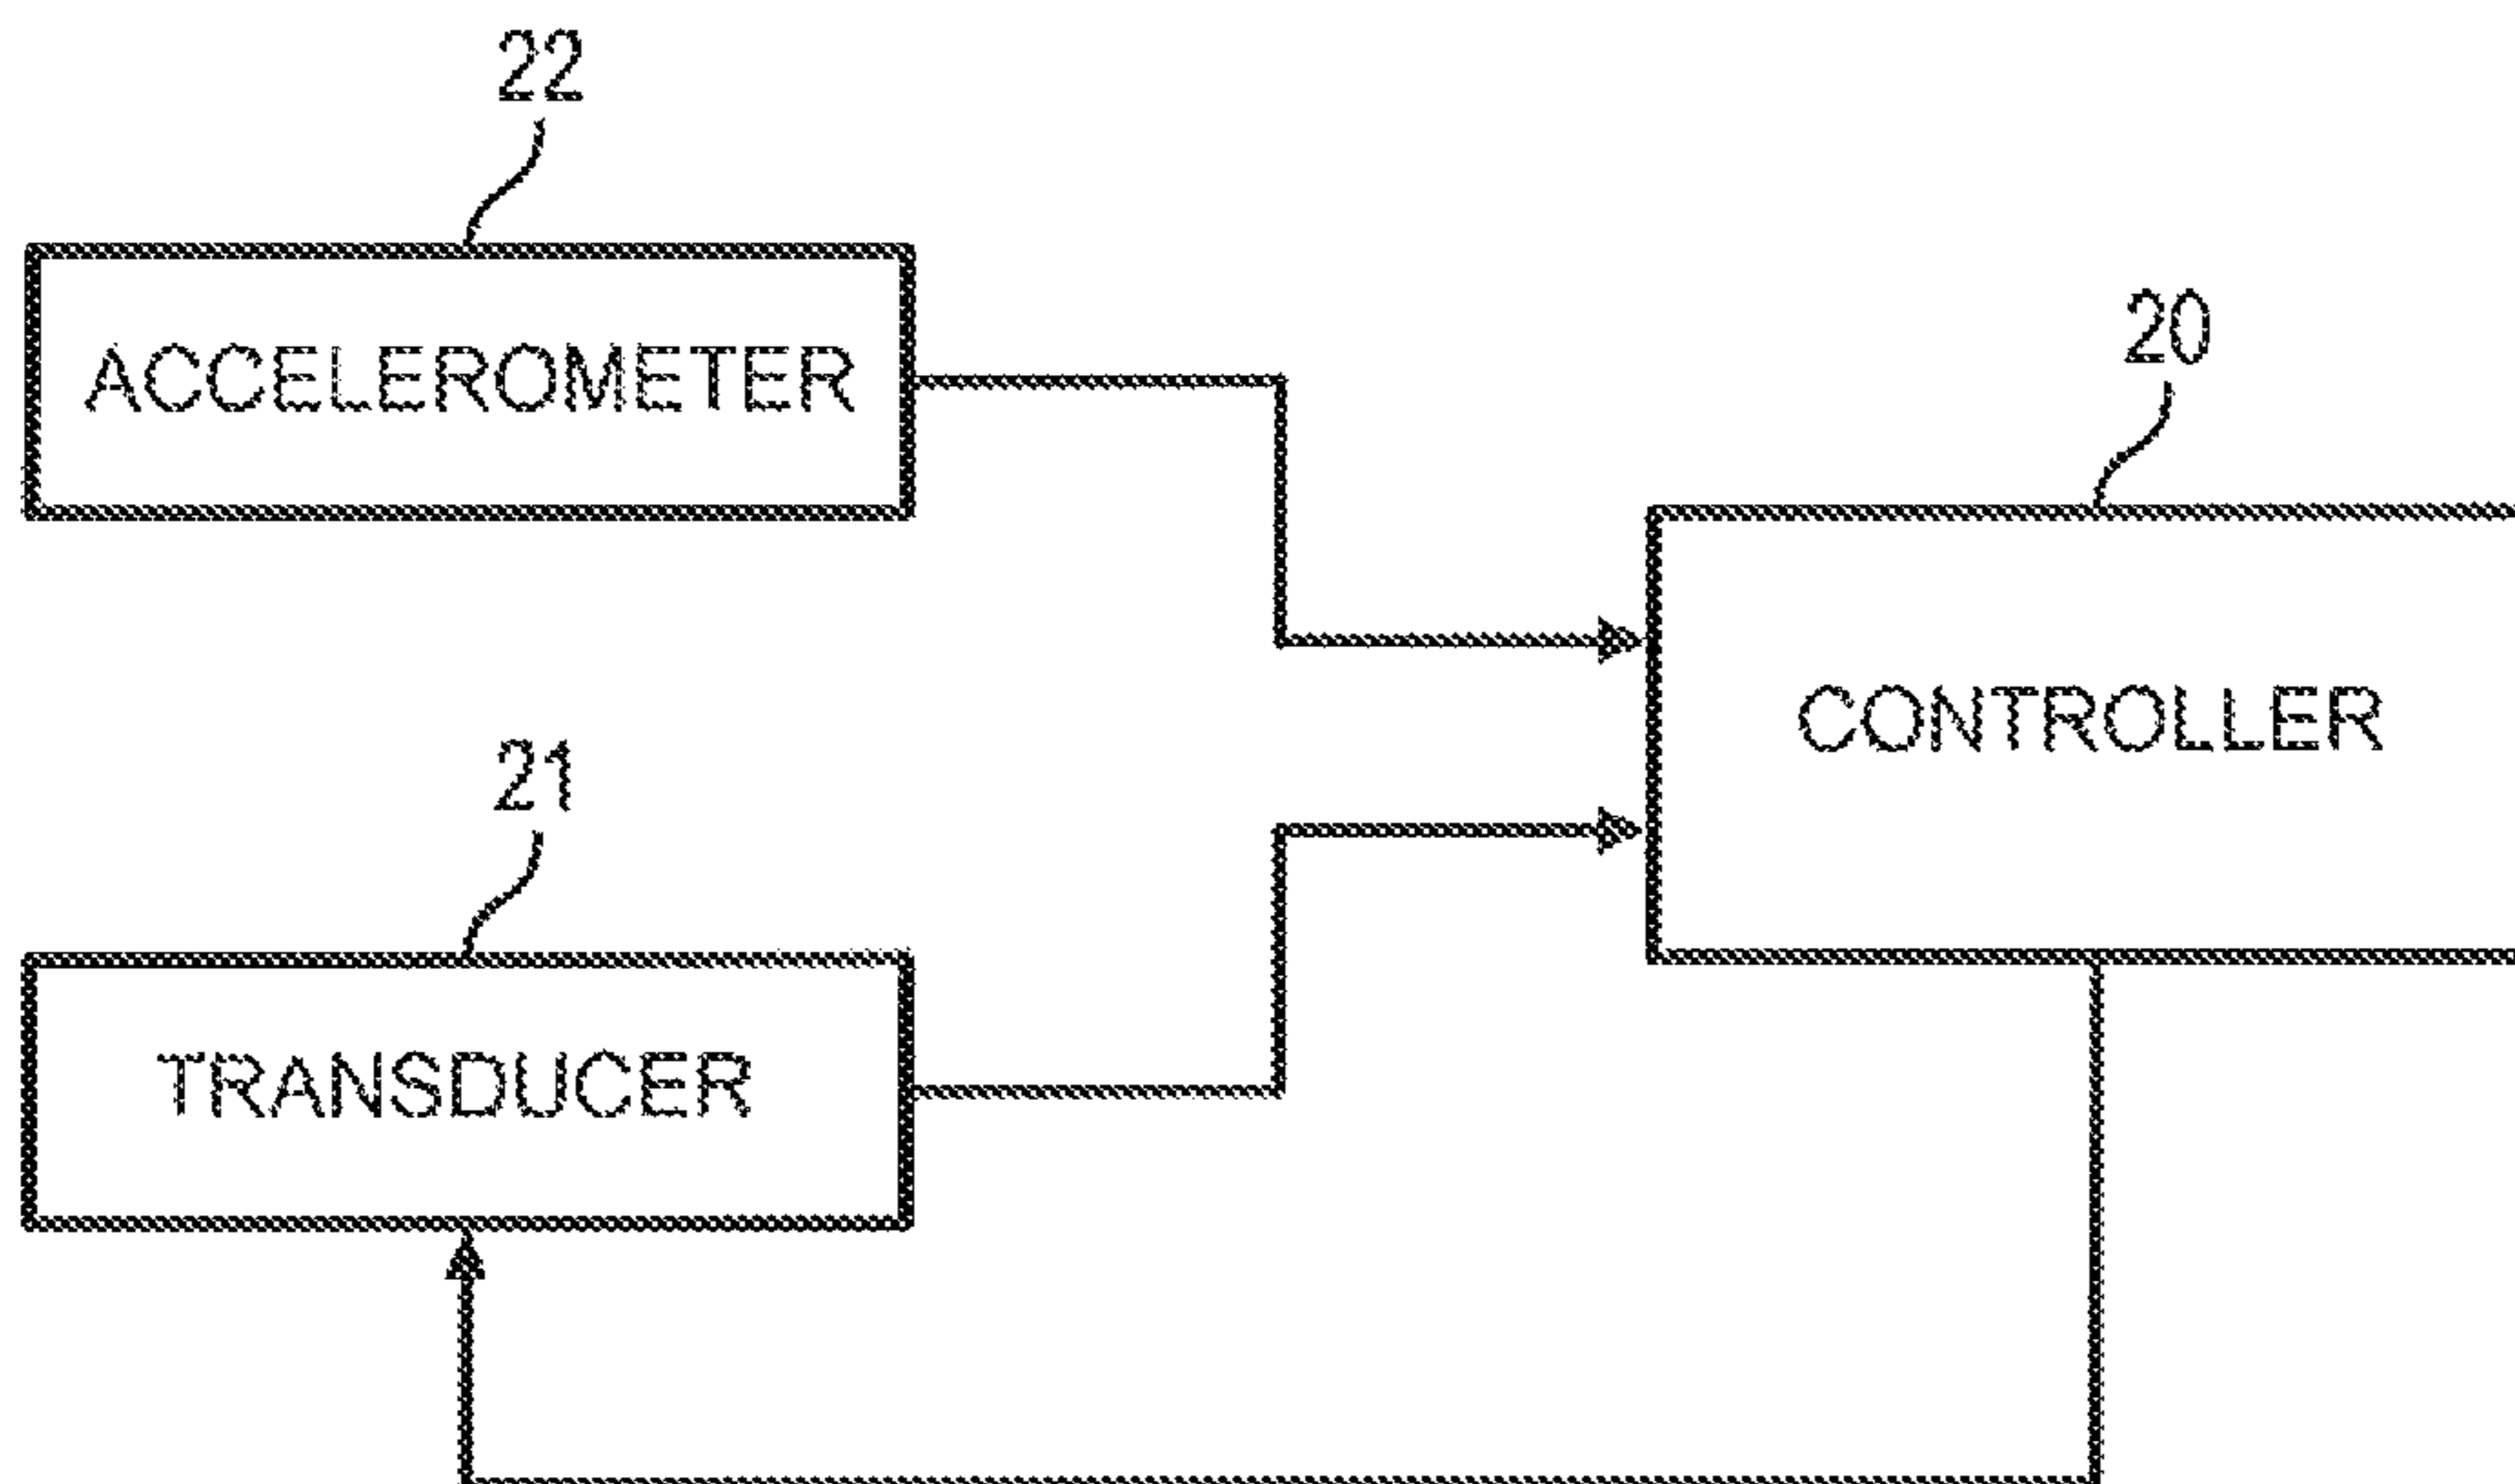 22
ACCELEROMETER
20
CONTROLLER
21
TRANSDUCER